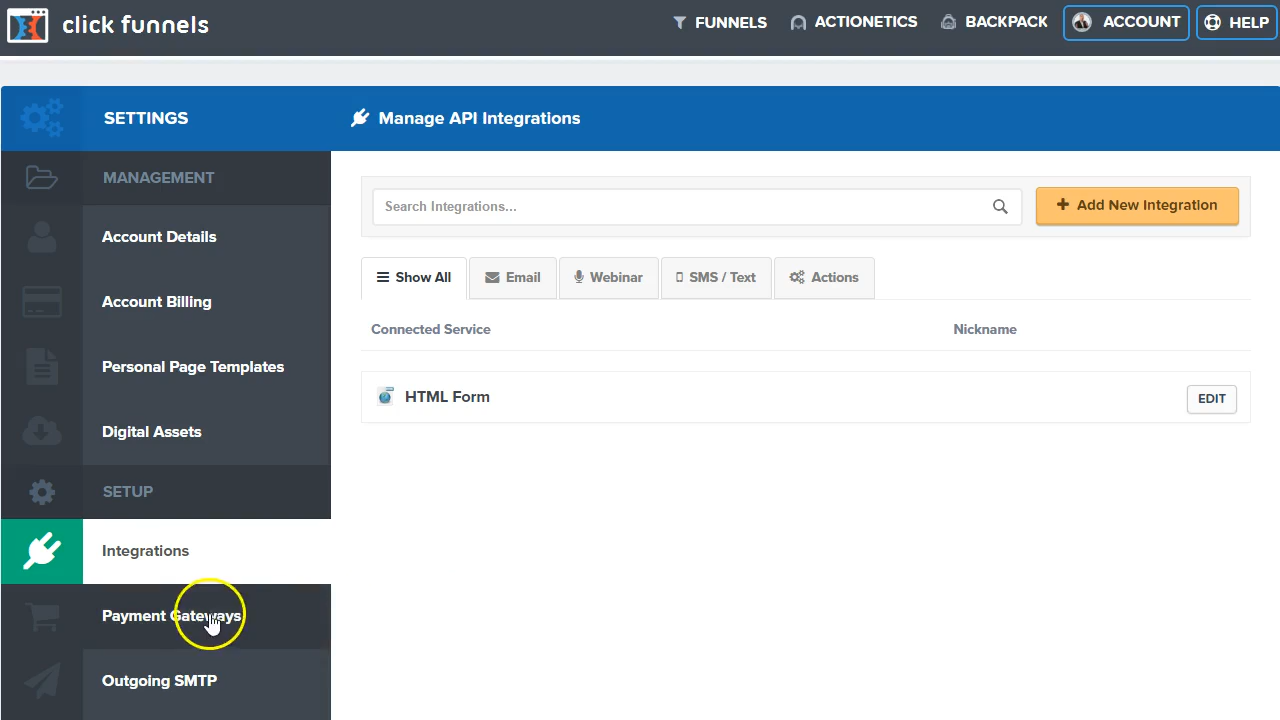 click funnels
FUNNELS
ACTIONETICS
BACKPACK
ACCOUNT
HELP
SETTINGS
Manage API Integrations
MANAGEMENT
Account Details
Account Billing
Personal Page Templates
Digital Assets
SETUP
Integrations
Payment Gateways
Outgoing SMTP
Search Integrations...
+ Add New Integration
Show All
Email
Webinar
SMS / Text
Actions
Connected Service
Nickname
HTML Form
EDIT